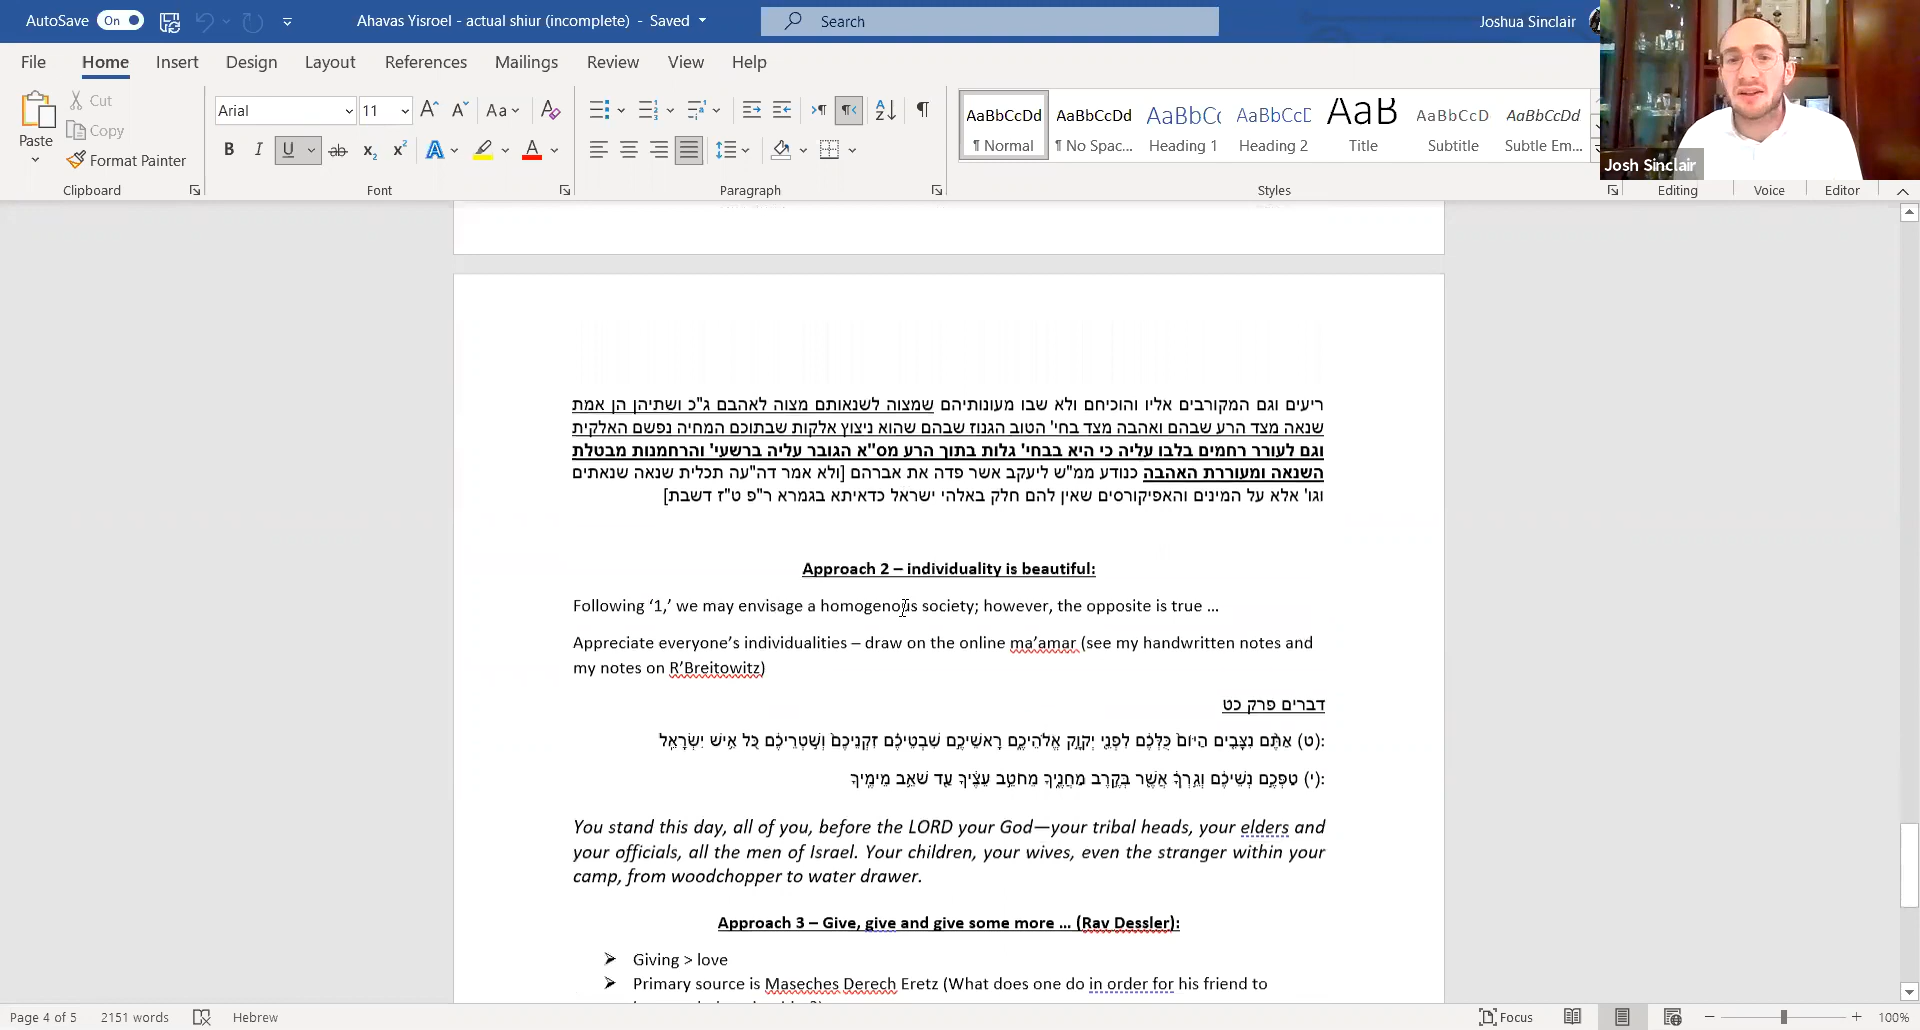 AutoSave On Ahavas Yisroel - actual shiur (incomplete) - Saved Search Joshua Sinclair
File Home Insert Design Layout References Mailings Review View Help
Paste Cut Copy Format Painter
Arial 11
AaBbCcDd AaBbCcDd AaBbCc AaBbCcD AaB AaBbCcD AaBbCcDd
¶ Normal ¶ No Spac... Heading 1 Heading 2 Title Subtitle Subtle Em...
Josh Sinclair
Clipboard Font Paragraph Styles Editing Voice Editor
ריעים וגם המקורבים אליו והוכיחם ולא שבו מעונותיהם שמצוה לשנאותם מצוה לאהבם ג"כ ושתיהן הן אמת
שנאה מצד הרע שבהם ואהבה מצד בחי' הטוב הגנוז שבהם שהוא ניצוץ אלקות שבתוכם המחיה נפשם האלקית
וגם לעורר רחמים בלבו עליה כי היא בבחי' גלות בתוך הרע מס"א הגובר עליה ברשעי' והרחמנות מבטלת
השנאה ומעוררת האהבה כנודע ממ"ש ליעקב אשר פדה את אברהם [ולא אמר דה"עה תכלית שנאה שנאתים
וגו' אלא על המינים והאפיקורסים שאין להם חלק באלהי ישראל כדאיתא בגמרא ר"פ ט"ז דשבת]
Approach 2 – individuality is beautiful:
Following ‘1,’ we may envisage a homogenous society; however, the opposite is true ...
Appreciate everyone’s individualities – draw on the online ma’amar (see my handwritten notes and
my notes on R’Breitowitz)
דברים פרק כט
(ט) אַתֶּ֨ם נִצָּבִ֤ים הַיּוֹם֙ כֻּלְּכֶ֔ם לִפְנֵ֖י יְקֹוָ֣ק אֱלֹהֵיכֶ֑ם רָאשֵׁיכֶ֣ם שִׁבְטֵיכֶ֗ם זִקְנֵיכֶם֙ וְשֹׁ֣טְרֵיכֶ֔ם כֹּ֖ל אִ֥ישׁ יִשְׂרָאֵֽל:
(י) טַפְּכֶ֣ם נְשֵׁיכֶ֔ם וְגֵ֣רְךָ֔ אֲשֶׁ֖ר בְּקֶ֣רֶב מַחֲנֶ֑יךָ מֵחֹטֵ֣ב עֵצֶ֔יךָ עַ֖ד שֹׁאֵ֥ב מֵימֶֽיךָ:
You stand this day, all of you, before the LORD your God—your tribal heads, your elders and
your officials, all the men of Israel. Your children, your wives, even the stranger within your
camp, from woodchopper to water drawer.
Approach 3 – Give, give and give some more ... (Rav Dessler):
➢ Giving > love
➢ Primary source is Maseches Derech Eretz (What does one do in order for his friend to
Page 4 of 5 2151 words Hebrew Focus 100%